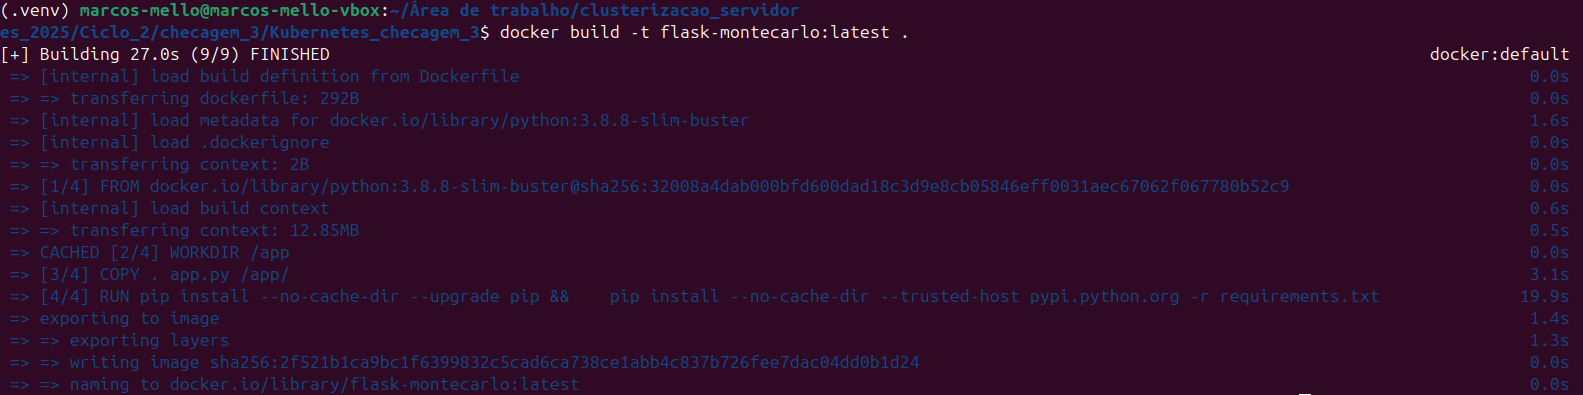 (.venv) marcos-mello@marcos-mello-vbox:~/Área de trabalho/clusterizacao_servidor
es_2025/Ciclo_2/checagem_3/Kubernetes_checagem_3$ docker build -t flask-montecarlo:latest .
[+] Building 27.0s (9/9) FINISHED docker:default
=> [internal] load build definition from Dockerfile 0.0s
=> => transferring dockerfile: 292B 0.0s
=> [internal] load metadata for docker.io/library/python:3.8.8-slim-buster 1.6s
=> [internal] load .dockerignore 0.0s
=> => transferring context: 2B 0.0s
=> [1/4] FROM docker.io/library/python:3.8.8-slim-buster@sha256:32008a4dab000bfd600dad18c3d9e8cb05846eff0031aec67062f067780b52c9 0.0s
=> [internal] load build context 0.6s
=> => transferring context: 12.85MB 0.5s
=> CACHED [2/4] WORKDIR /app 0.0s
=> [3/4] COPY . app.py /app/ 3.1s
=> [4/4] RUN pip install --no-cache-dir --upgrade pip &&    pip install --no-cache-dir --trusted-host pypi.python.org -r requirements.txt 19.9s
=> exporting to image 1.4s
=> => exporting layers 1.3s
=> => writing image sha256:2f521b1ca9bc1f6399832c5cad6ca738ce1abb4c837b726fee7dac04dd0b1d24 0.0s
=> => naming to docker.io/library/flask-montecarlo:latest 0.0s